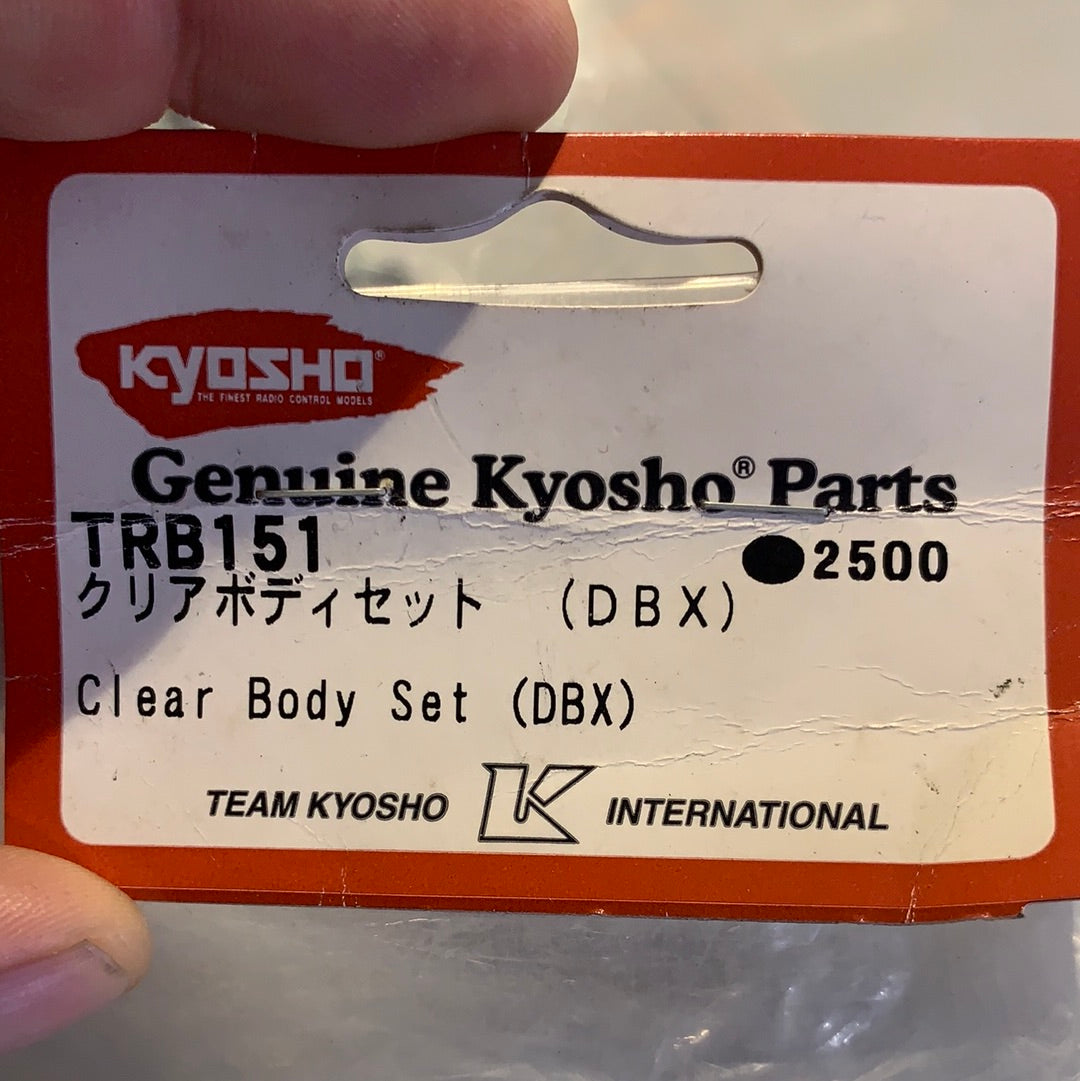 KYOSHO®
THE FINEST RADIO CONTROL MODELS
Genuine Kyosho® Parts
TRB151
●2500
クリアボディセット （DBX）
Clear Body Set (DBX)
TEAM KYOSHO K INTERNATIONAL